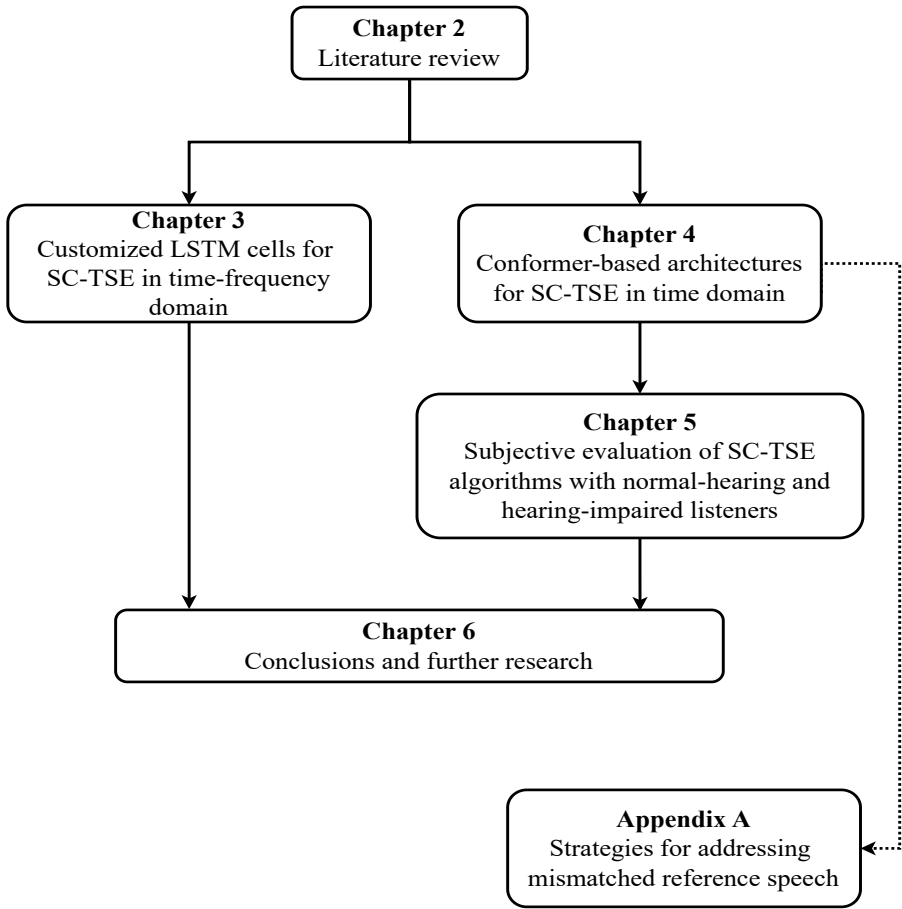 Chapter 2
Literature review
Chapter 3
Customized LSTM cells for
SC-TSE in time-frequency
domain
Chapter 4
Conformer-based architectures
for SC-TSE in time domain
Chapter 5
Subjective evaluation of SC-TSE
algorithms with normal-hearing and
hearing-impaired listeners
Chapter 6
Conclusions and further research
Appendix A
Strategies for addressing
mismatched reference speech